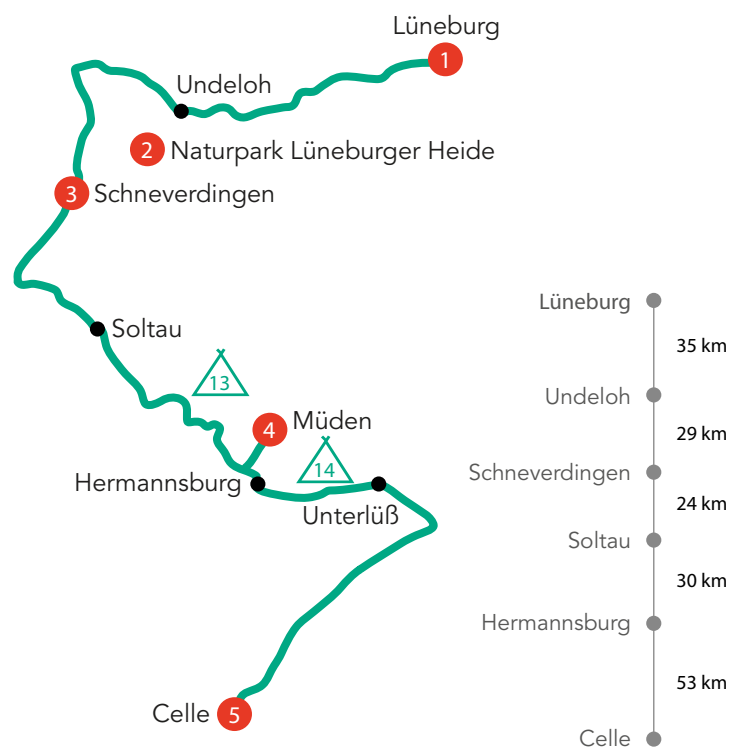 Lüneburg
1
Undeloh
2 Naturpark Lüneburger Heide
3 Schneverdingen
Soltau
13
4 Müden
Hermannsburg
14
Unterlüß
Celle 5
Lüneburg
35 km
Undeloh
29 km
Schneverdingen
24 km
Soltau
30 km
Hermannsburg
53 km
Celle